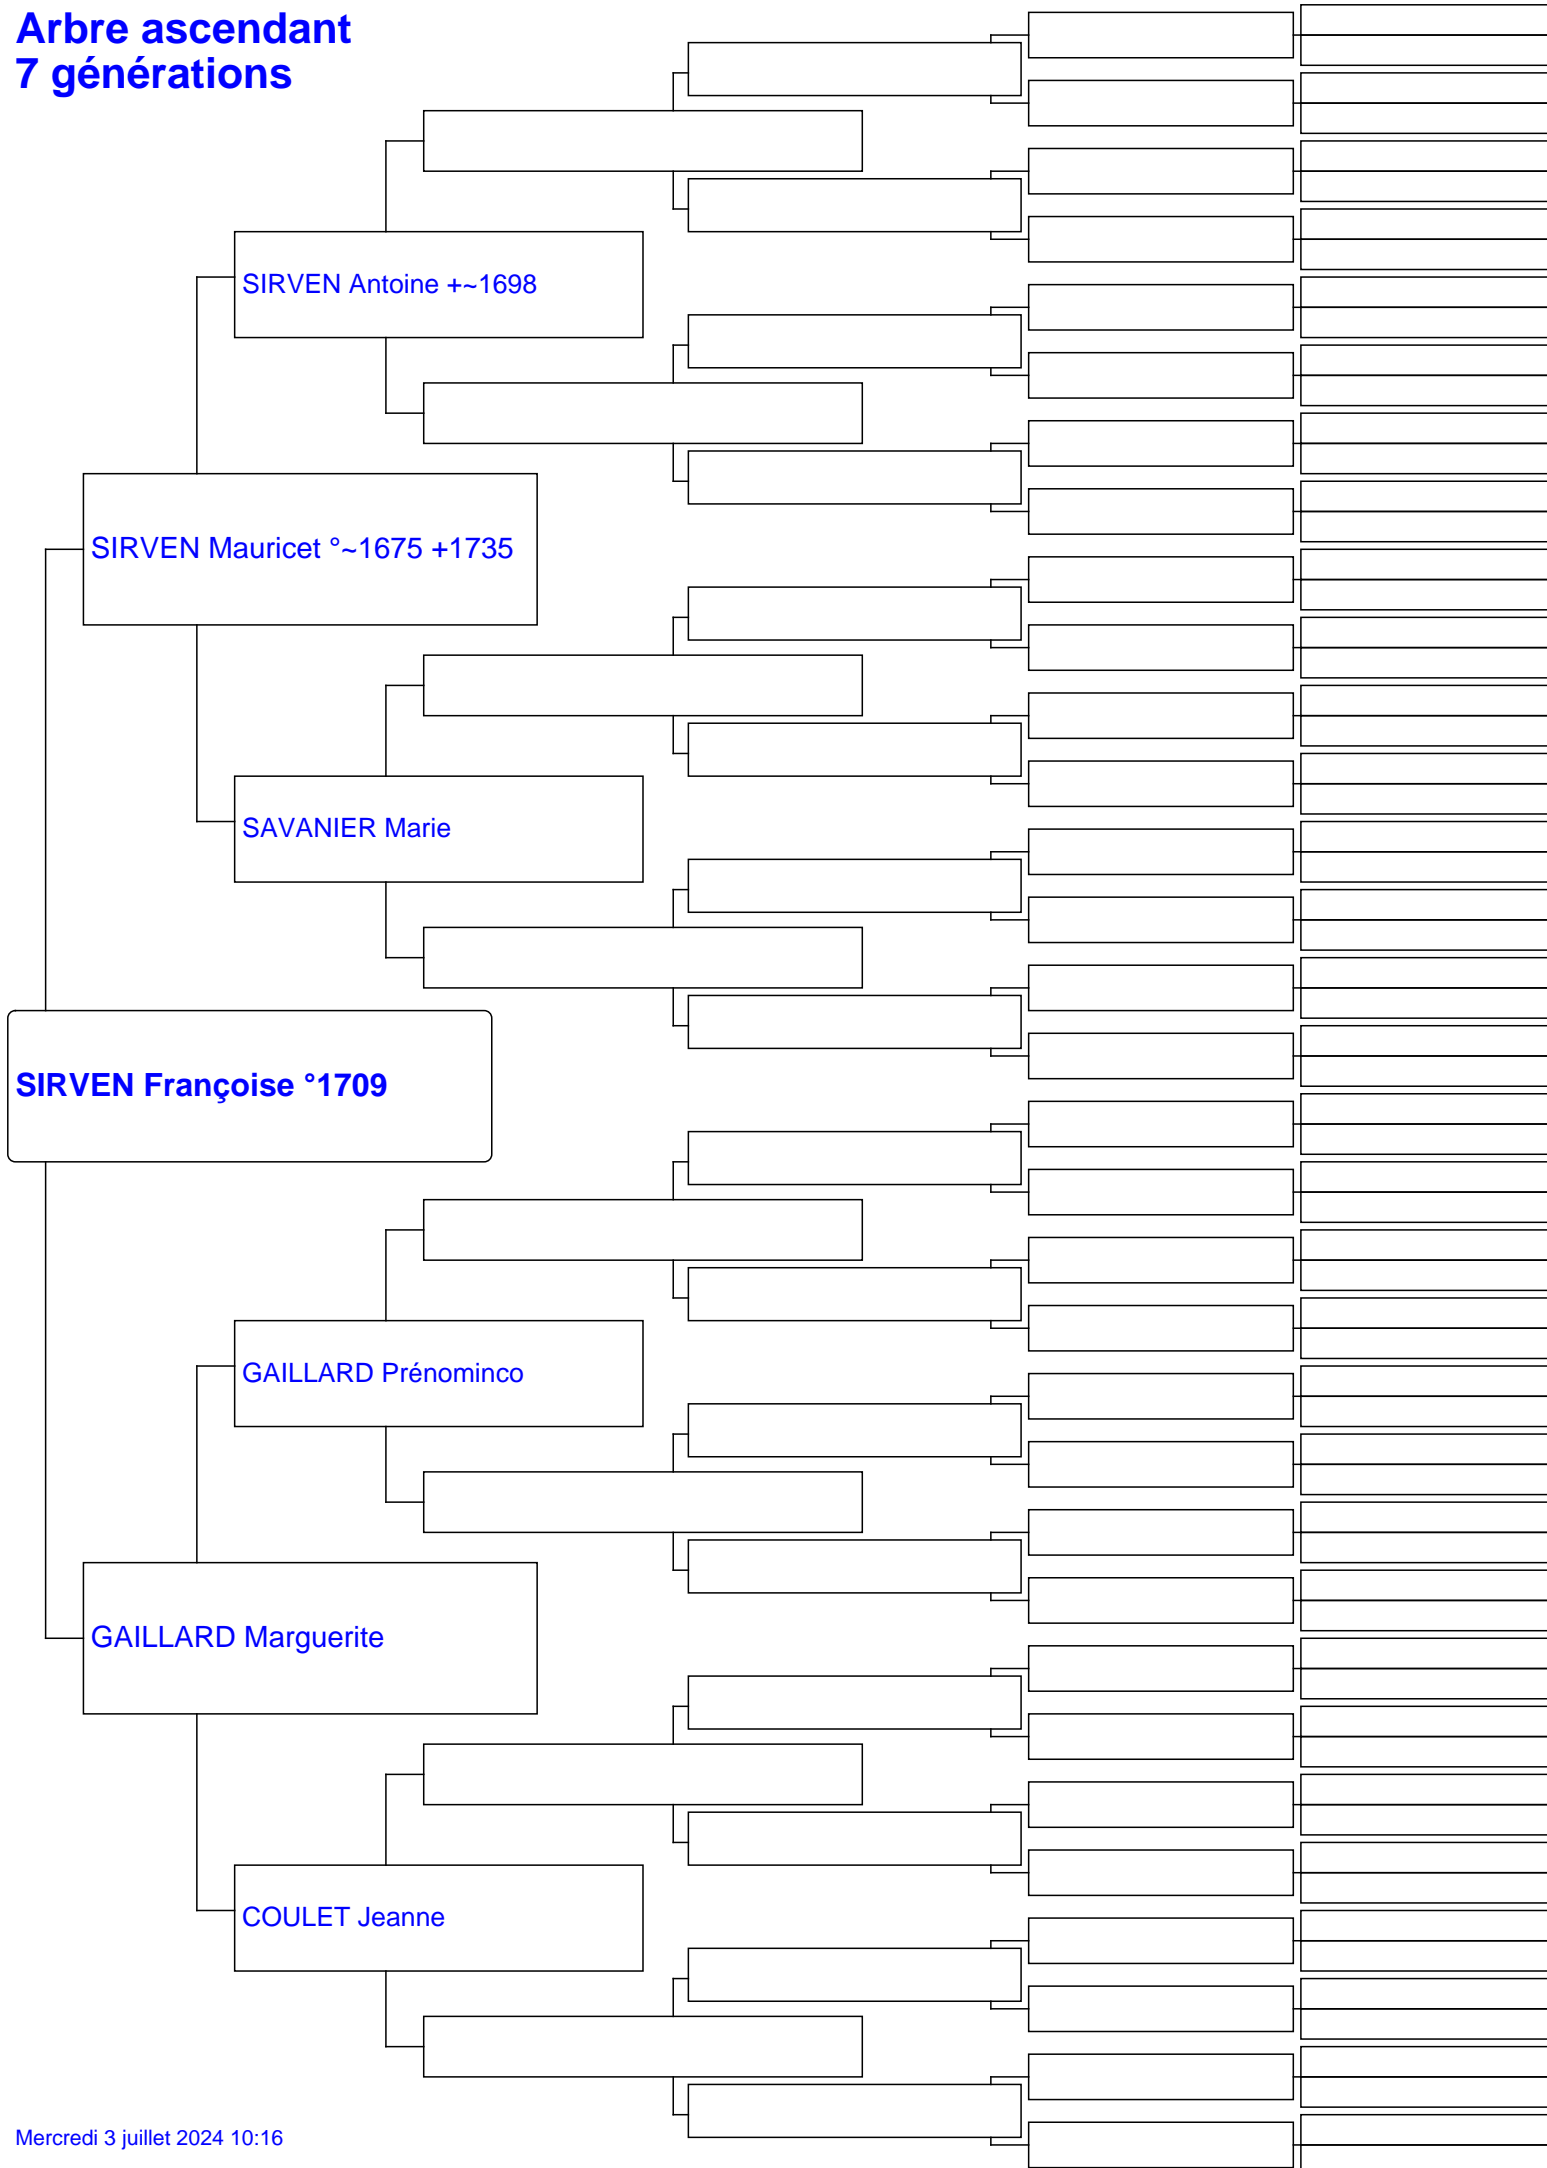 Arbre ascendant
7 générations
SIRVEN Antoine +~1698
SIRVEN Mauricet °~1675 +1735
SAVANIER Marie
SIRVEN Françoise °1709
GAILLARD Prénominco
GAILLARD Marguerite
COULET Jeanne
Mercredi 3 juillet 2024 10:16